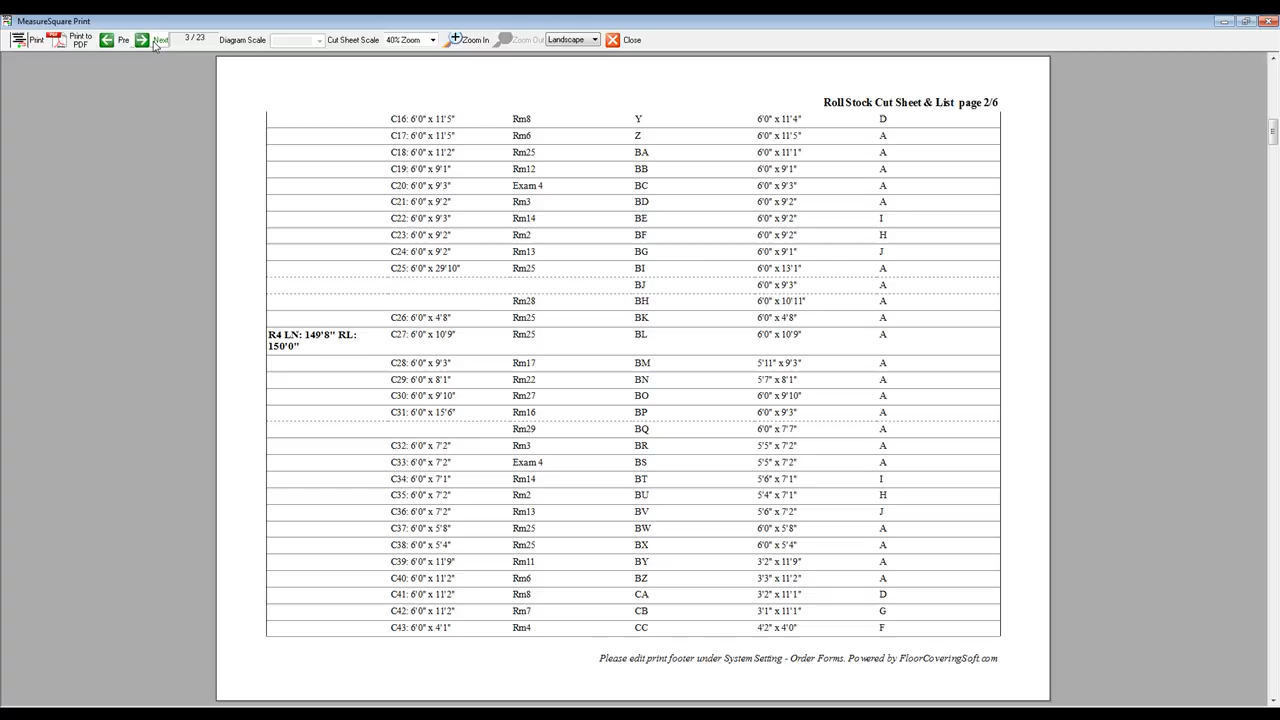 MeasureSquare Print
Print Print to PDF Pre Next 3 / 23 Diagram Scale Cut Sheet Scale 40% Zoom Zoom In Zoom Out Landscape Close
Roll Stock Cut Sheet & List page 2/6
C16: 6'0" x 11'5" Rm8 Y 6'0" x 11'4" D
C17: 6'0" x 11'5" Rm6 Z 6'0" x 11'5" A
C18: 6'0" x 11'2" Rm25 BA 6'0" x 11'1" A
C19: 6'0" x 9'1" Rm12 BB 6'0" x 9'1" A
C20: 6'0" x 9'3" Exam 4 BC 6'0" x 9'3" A
C21: 6'0" x 9'2" Rm3 BD 6'0" x 9'2" A
C22: 6'0" x 9'3" Rm14 BE 6'0" x 9'2" I
C23: 6'0" x 9'2" Rm2 BF 6'0" x 9'2" H
C24: 6'0" x 9'2" Rm13 BG 6'0" x 9'1" J
C25: 6'0" x 29'10" Rm25 BI 6'0" x 13'1" A
BJ 6'0" x 9'3" A
Rm28 BH 6'0" x 10'11" A
C26: 6'0" x 4'8" Rm25 BK 6'0" x 4'8" A
R4 LN: 149'8" RL: C27: 6'0" x 10'9" Rm25 BL 6'0" x 10'9" A
150'0"
C28: 6'0" x 9'3" Rm17 BM 5'11" x 9'3" A
C29: 6'0" x 8'1" Rm22 BN 5'7" x 8'1" A
C30: 6'0" x 9'10" Rm27 BO 6'0" x 9'10" A
C31: 6'0" x 15'6" Rm16 BP 6'0" x 9'3" A
Rm29 BQ 6'0" x 7'7" A
C32: 6'0" x 7'2" Rm3 BR 5'5" x 7'2" A
C33: 6'0" x 7'2" Exam 4 BS 5'5" x 7'2" A
C34: 6'0" x 7'1" Rm14 BT 5'6" x 7'1" I
C35: 6'0" x 7'2" Rm2 BU 5'4" x 7'1" H
C36: 6'0" x 7'2" Rm13 BV 5'6" x 7'2" J
C37: 6'0" x 5'8" Rm25 BW 6'0" x 5'8" A
C38: 6'0" x 5'4" Rm25 BX 6'0" x 5'4" A
C39: 6'0" x 11'9" Rm11 BY 3'2" x 11'9" A
C40: 6'0" x 11'2" Rm6 BZ 3'3" x 11'2" A
C41: 6'0" x 11'2" Rm8 CA 3'2" x 11'1" D
C42: 6'0" x 11'2" Rm7 CB 3'1" x 11'1" G
C43: 6'0" x 4'1" Rm4 CC 4'2" x 4'0" F
Please edit print footer under System Setting - Order Forms. Powered by FloorCoveringSoft.com